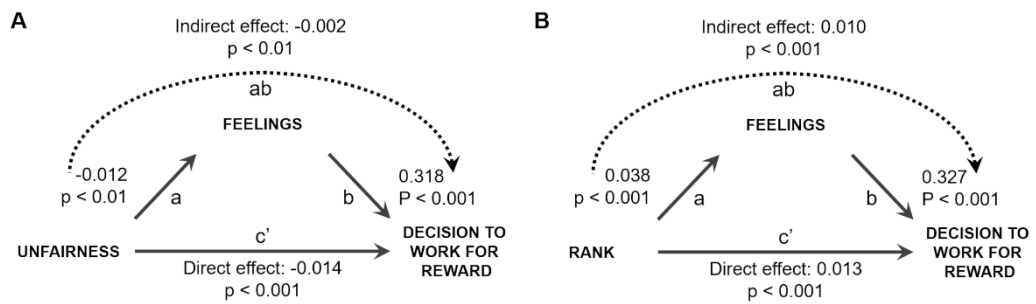 A
Indirect effect: -0.002
p < 0.01
ab
FEELINGS
-0.012
p < 0.01
a
b
0.318
P < 0.001
UNFAIRNESS
c’
Direct effect: -0.014
p < 0.001
DECISION TO
WORK FOR
REWARD
B
Indirect effect: 0.010
p < 0.001
ab
FEELINGS
0.038
p < 0.001
a
b
0.327
P < 0.001
RANK
c’
Direct effect: 0.013
p < 0.001
DECISION TO
WORK FOR
REWARD